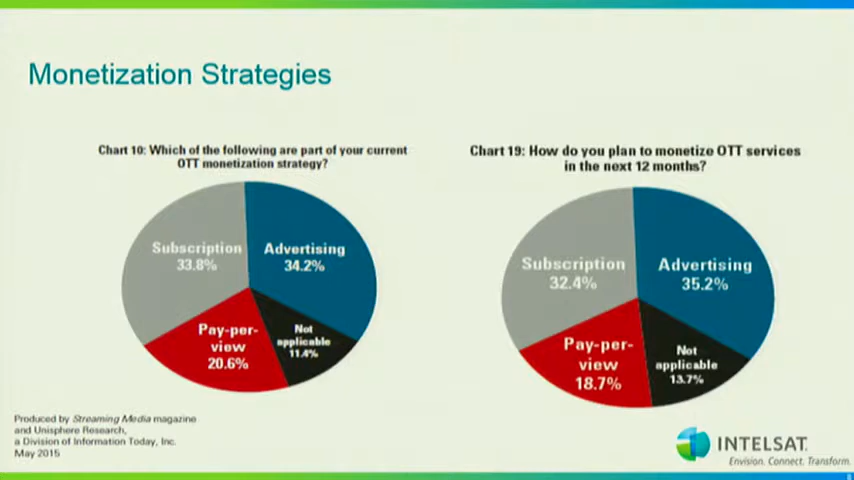 Monetization Strategies
Chart 10: Which of the following are part of your current
OTT monetization strategy?
Subscription
33.8%
Advertising
34.2%
Pay-per-
view
20.6%
Not
applicable
11.4%
Chart 19: How do you plan to monetize OTT services
in the next 12 months?
Subscription
32.4%
Advertising
35.2%
Pay-per-
view
18.7%
Not
applicable
13.7%
Produced by Streaming Media magazine
and Unisphere Research,
a Division of Information Today, Inc.
May 2015
INTELSAT.
Envision. Connect. Transform.